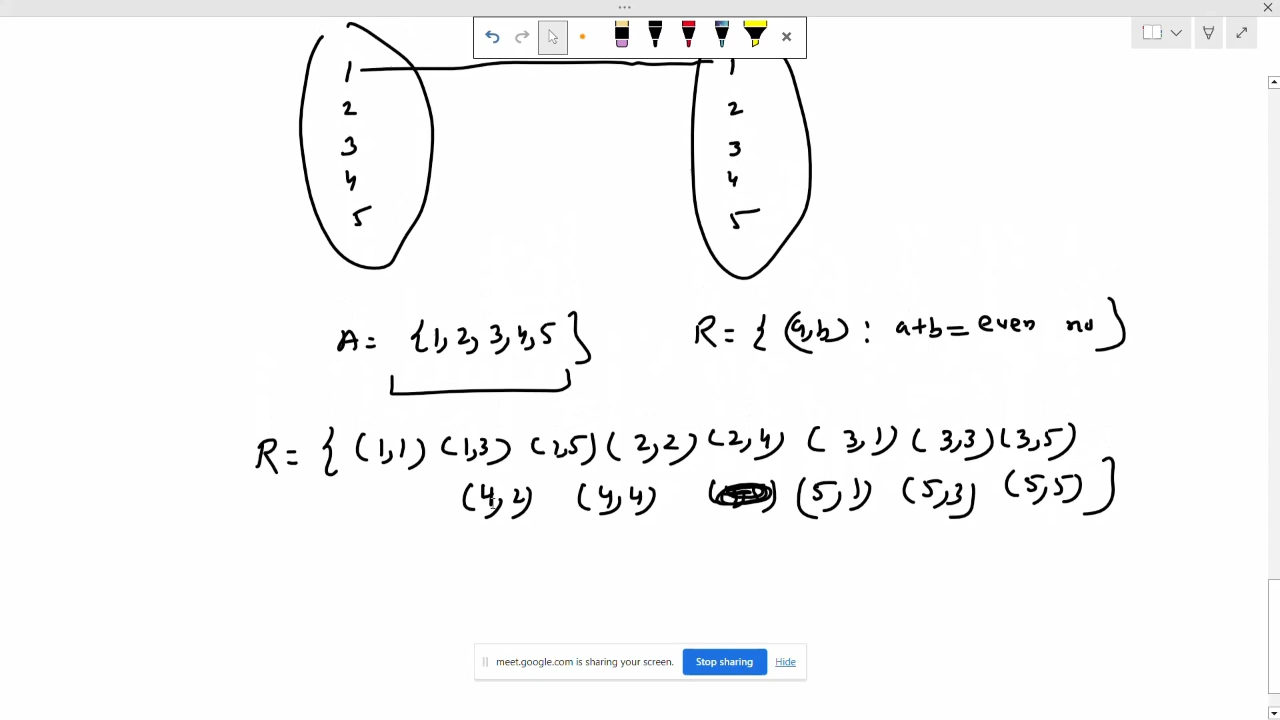 1 1
2 2
3 3
4 4
5 5
A = {1, 2, 3, 4, 5} R = { (a,b) : a+b = even no }
R = { (1,1) (1,3) (1,5) (2,2) (2,4) (3,1) (3,3) (3,5)
(4,2) (4,4) (5,1) (5,3) (5,5) }
meet.google.com is sharing your screen. Stop sharing Hide